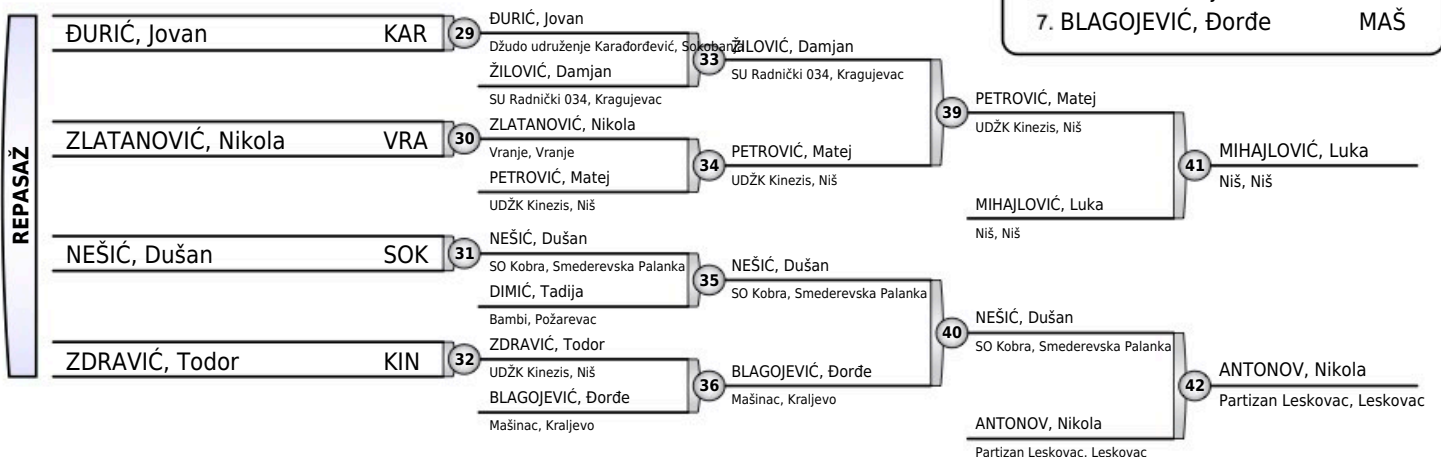 7. BLAGOJEVIĆ, Đorđe MAŠ
REPASAŽ
ĐURIĆ, Jovan KAR
29
ĐURIĆ, Jovan
Džudo udruženje Karađorđević, Sokobanja
ŽILOVIĆ, Damjan
SU Radnički 034, Kragujevac
33
ŽILOVIĆ, Damjan
SU Radnički 034, Kragujevac
ZLATANOVIĆ, Nikola VRA
30
ZLATANOVIĆ, Nikola
Vranje, Vranje
PETROVIĆ, Matej
UDŽK Kinezis, Niš
34
PETROVIĆ, Matej
UDŽK Kinezis, Niš
39
PETROVIĆ, Matej
UDŽK Kinezis, Niš
MIHAJLOVIĆ, Luka
Niš, Niš
41
MIHAJLOVIĆ, Luka
Niš, Niš
NEŠIĆ, Dušan SOK
31
NEŠIĆ, Dušan
SO Kobra, Smederevska Palanka
DIMIĆ, Tadija
Bambi, Požarevac
35
NEŠIĆ, Dušan
SO Kobra, Smederevska Palanka
ZDRAVIĆ, Todor KIN
32
ZDRAVIĆ, Todor
UDŽK Kinezis, Niš
BLAGOJEVIĆ, Đorđe
Mašinac, Kraljevo
36
BLAGOJEVIĆ, Đorđe
Mašinac, Kraljevo
40
NEŠIĆ, Dušan
SO Kobra, Smederevska Palanka
ANTONOV, Nikola
Partizan Leskovac, Leskovac
42
ANTONOV, Nikola
Partizan Leskovac, Leskovac